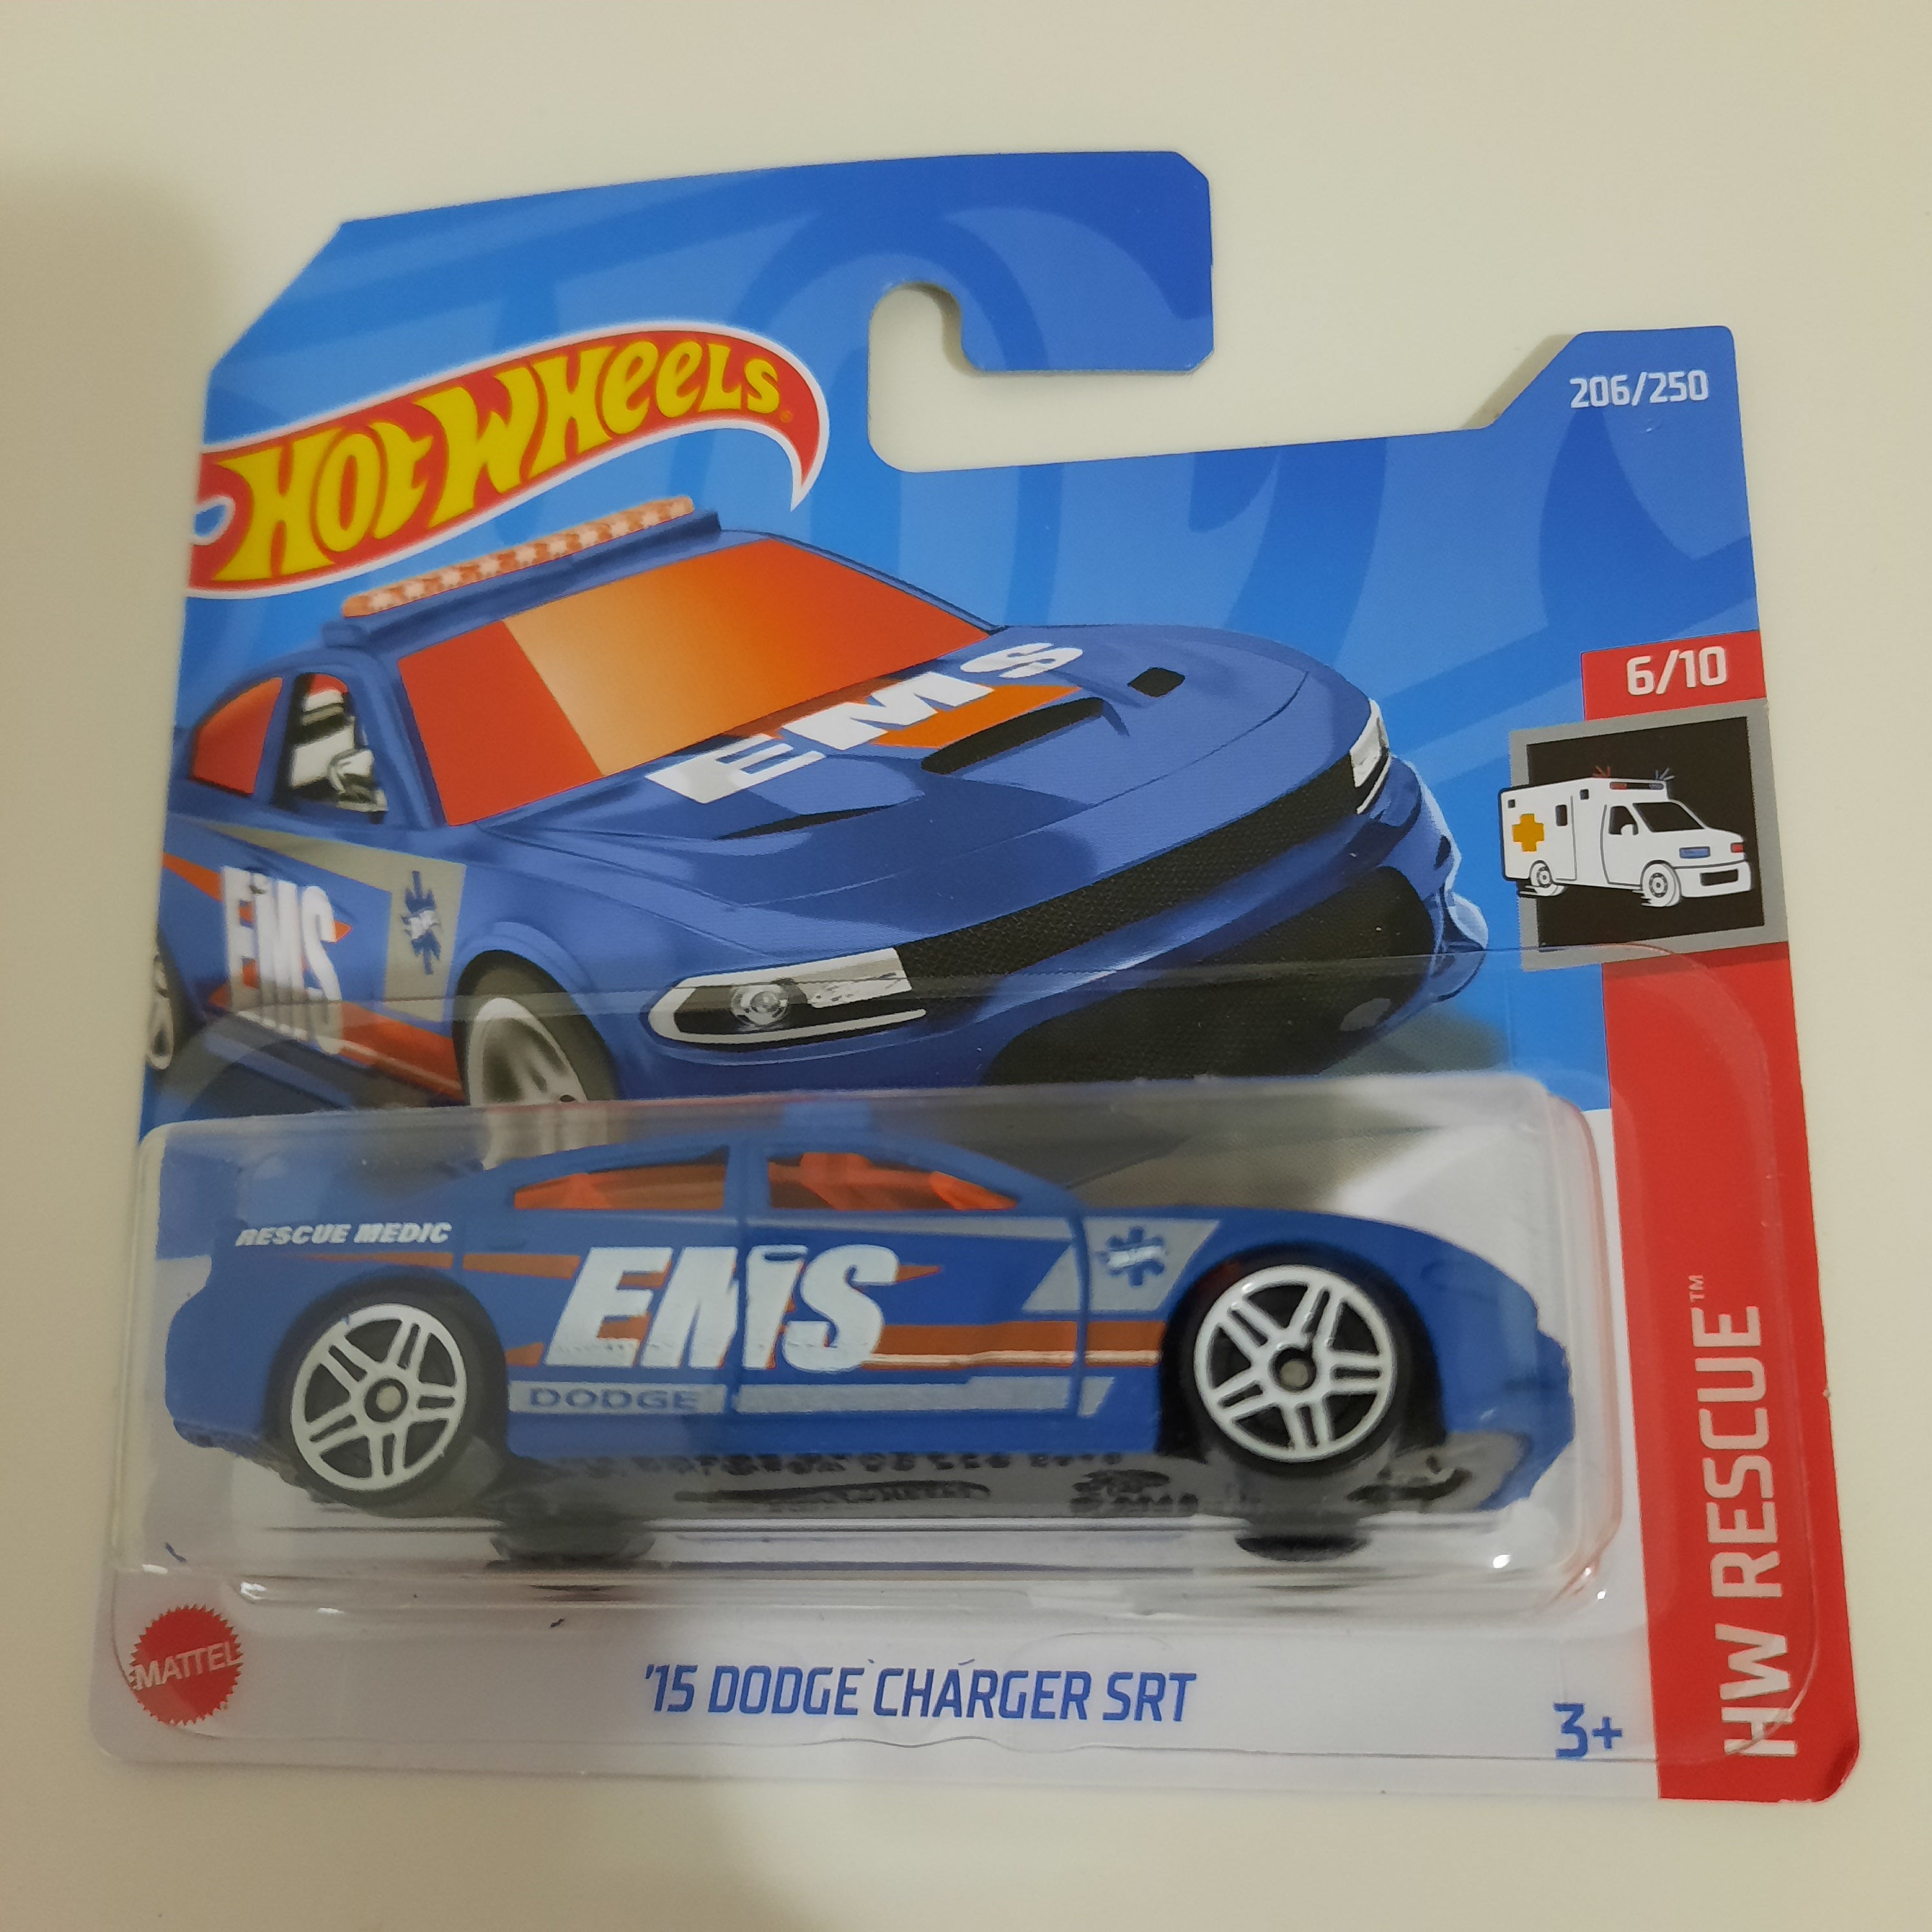 HOT WHEELS
206/250
6/10
EMS
EMS
RESCUE MEDIC
EMS
DODGE
HW RESCUE™
MATTEL
'15 DODGE CHARGER SRT
3+